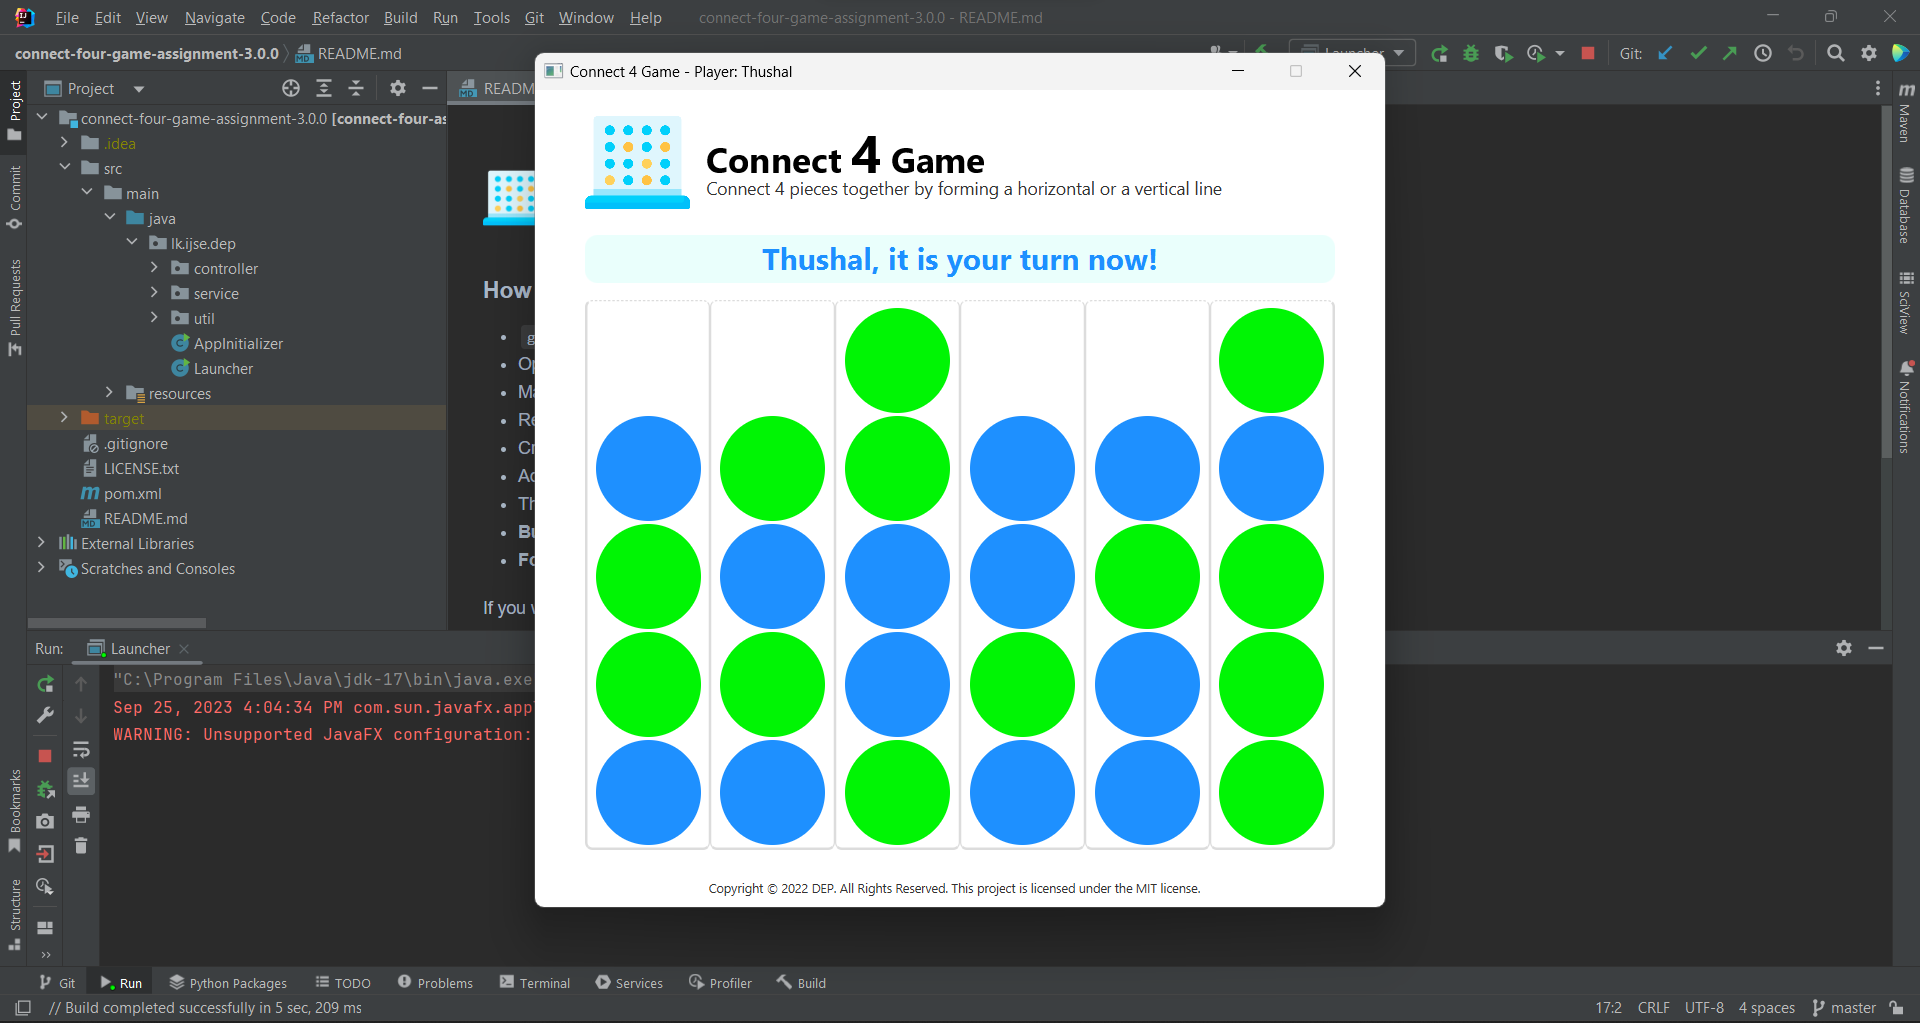 File Edit View Navigate Code Refactor Build Run Tools Git Window Help connect-four-game-assignment-3.0.0 - README.md
connect-four-game-assignment-3.0.0 README.md Launcher Git:
Project
Project
Commit
Pull Requests
Bookmarks
Structure
connect-four-game-assignment-3.0.0 [connect-four-as
.idea
src
main
java
lk.ijse.dep
controller
service
util
AppInitializer
Launcher
resources
target
.gitignore
LICENSE.txt
pom.xml
README.md
External Libraries
Scratches and Consoles
READM
How
g
Op
Ma
Re
Cr
Ac
Th
Bu
Fo
If you
Connect 4 Game - Player: Thushal
Connect 4 Game
Connect 4 pieces together by forming a horizontal or a vertical line
Thushal, it is your turn now!
Copyright © 2022 DEP. All Rights Reserved. This project is licensed under the MIT license.
Maven
Database
SciView
Notifications
Run: Launcher
"C:\Program Files\Java\jdk-17\bin\java.exe
Sep 25, 2023 4:04:34 PM com.sun.javafx.app
WARNING: Unsupported JavaFX configuration:
Git Run Python Packages TODO Problems Terminal Services Profiler Build
// Build completed successfully in 5 sec, 209 ms 17:2 CRLF UTF-8 4 spaces master